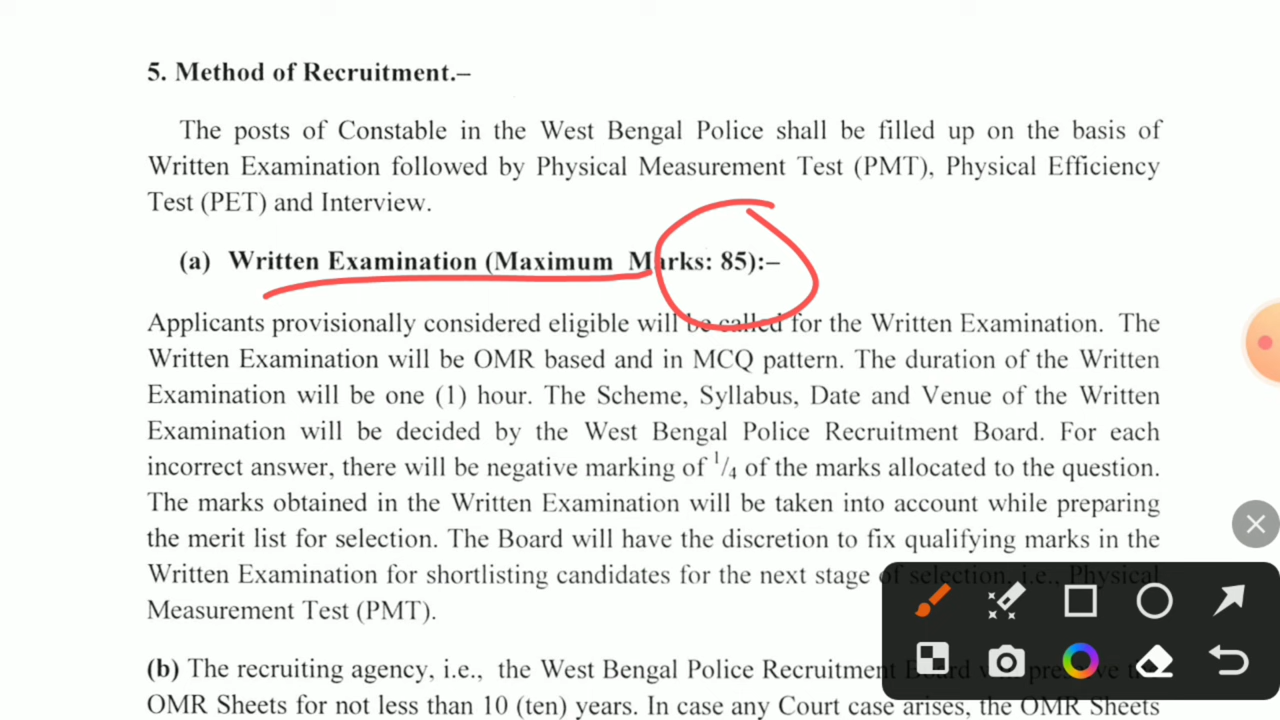 5. Method of Recruitment.–
The posts of Constable in the West Bengal Police shall be filled up on the basis of
Written Examination followed by Physical Measurement Test (PMT), Physical Efficiency
Test (PET) and Interview.
(a) Written Examination (Maximum Marks: 85):–
Applicants provisionally considered eligible will be called for the Written Examination. The
Written Examination will be OMR based and in MCQ pattern. The duration of the Written
Examination will be one (1) hour. The Scheme, Syllabus, Date and Venue of the Written
Examination will be decided by the West Bengal Police Recruitment Board. For each
incorrect answer, there will be negative marking of 1/4 of the marks allocated to the question.
The marks obtained in the Written Examination will be taken into account while preparing
the merit list for selection. The Board will have the discretion to fix qualifying marks in the
Written Examination for shortlisting candidates for the next stage of selection, i.e., Physical
Measurement Test (PMT).
(b) The recruiting agency, i.e., the West Bengal Police Recruitment Board will preserve the
OMR Sheets for not less than 10 (ten) years. In case any Court case arises, the OMR Sheets